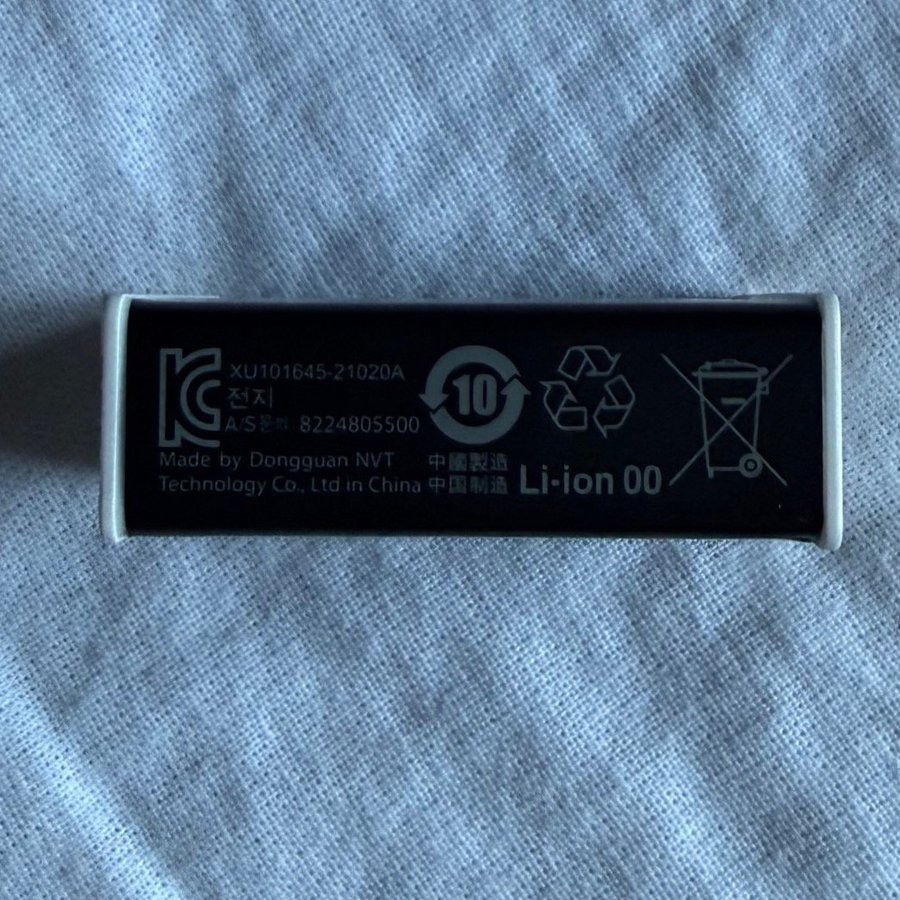 KC XU101645-21020A
전지
A/S문의 8224805500
Made by Dongguan NVT
Technology Co., Ltd in China
10
中國製造
中国制造
Li-ion 00